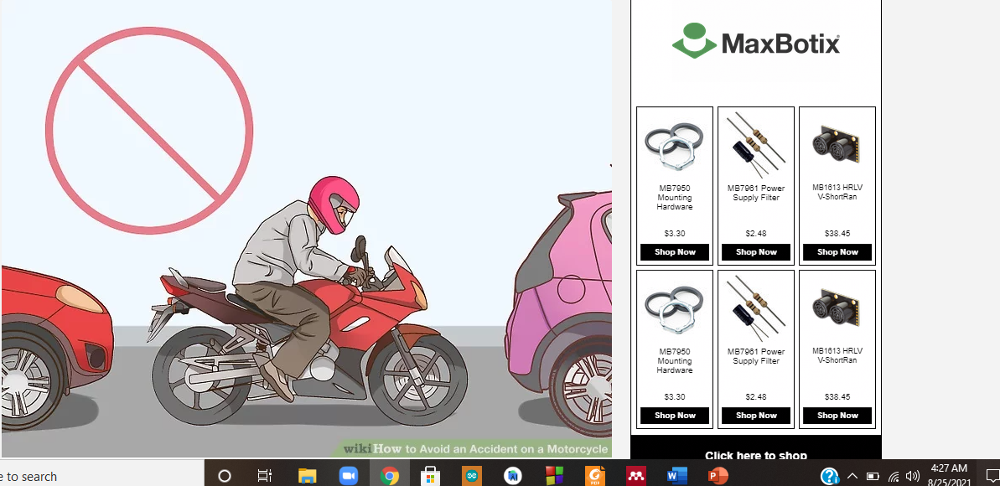 wikiHow to Avoid an Accident on a Motorcycle
MaxBotix
MB7950
Mounting
Hardware
$3.30
Shop Now
MB7961 Power
Supply Filter
$2.48
Shop Now
MB1613 HRLV
V-ShortRan
$38.45
Shop Now
MB7950
Mounting
Hardware
$3.30
Shop Now
MB7961 Power
Supply Filter
$2.48
Shop Now
MB1613 HRLV
V-ShortRan
$38.45
Shop Now
Click here to shop
e to search
4:27 AM
8/25/2021